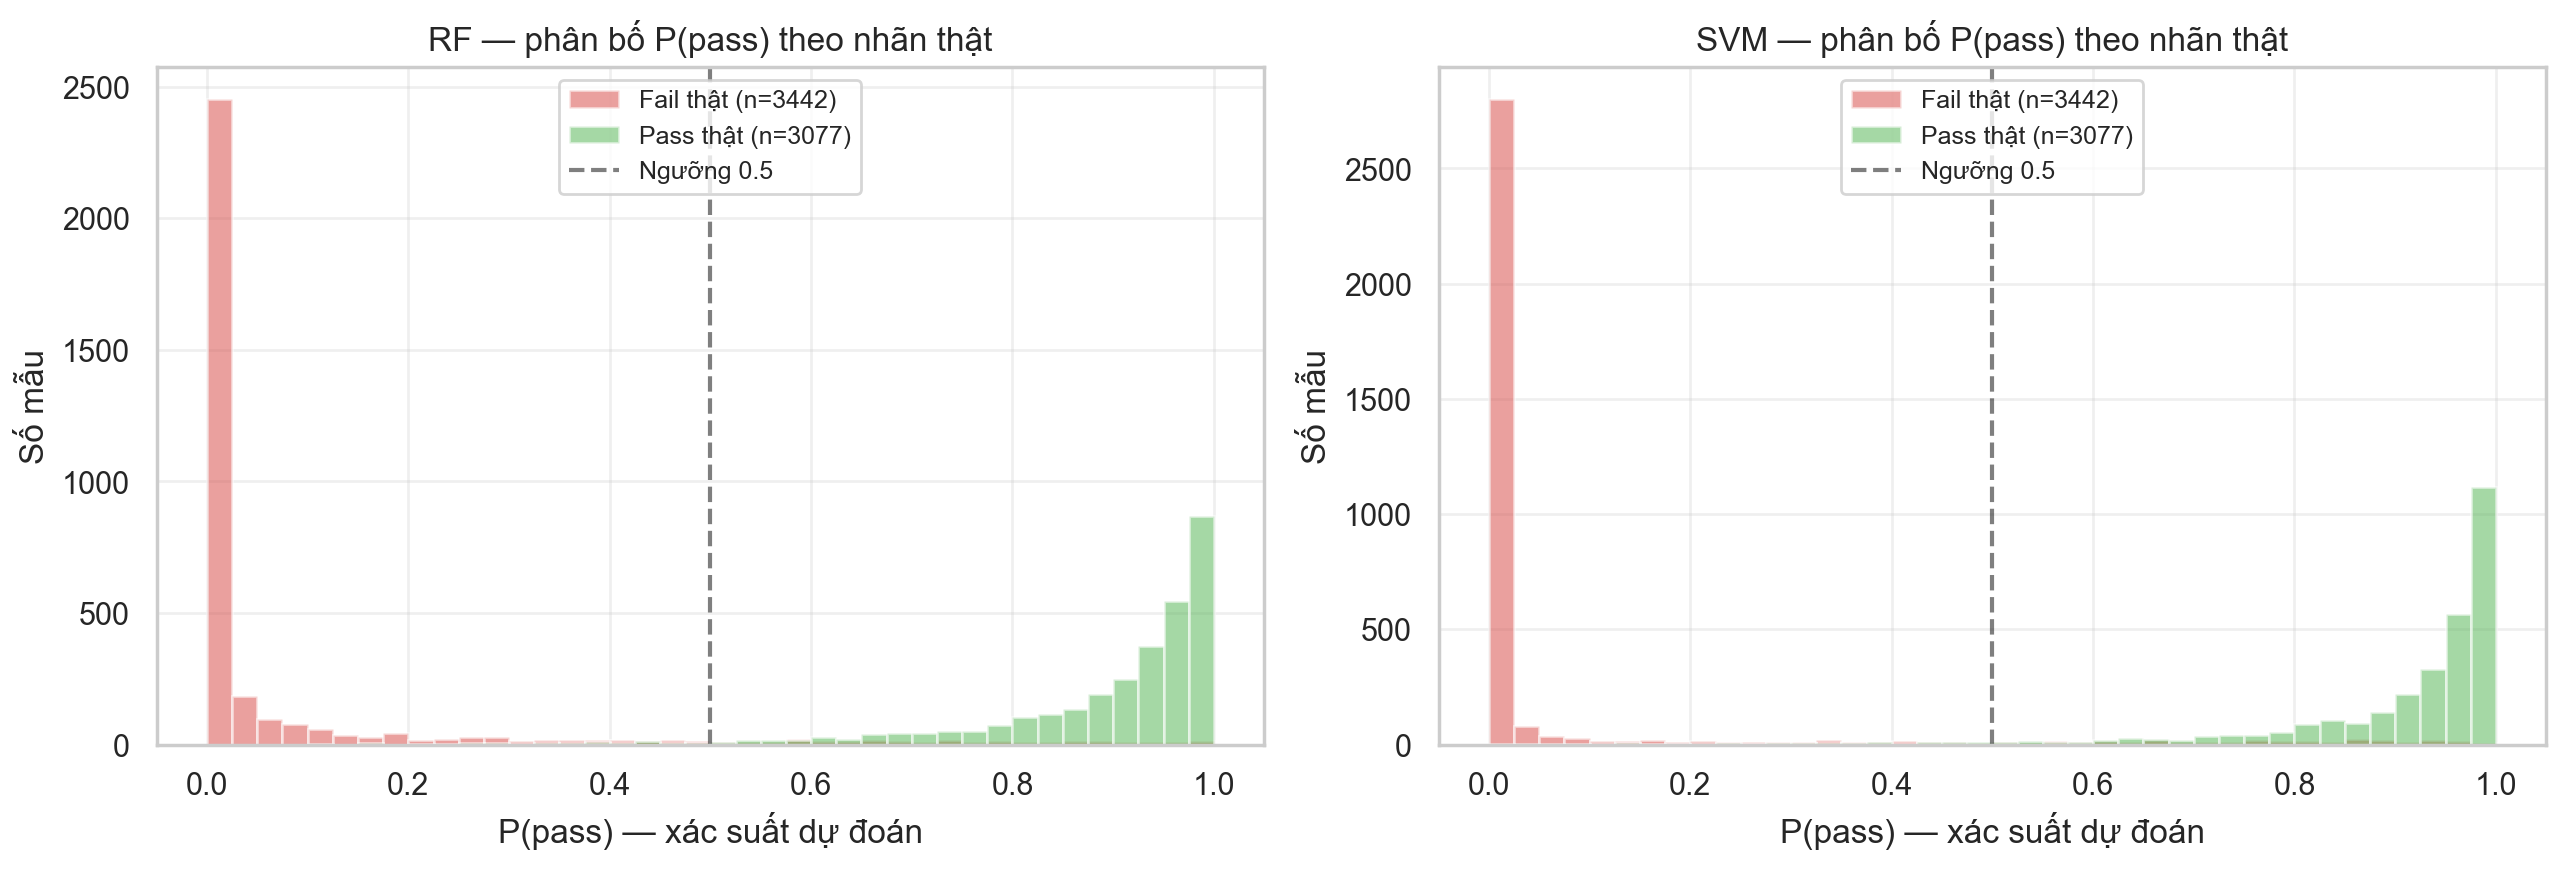 RF — phân bố P(pass) theo nhãn thật
Fail thật (n=3442)
Pass thật (n=3077)
Ngưỡng 0.5
Số mẫu
2500
2000
1500
1000
500
0
0.0 0.2 0.4 0.6 0.8 1.0
P(pass) — xác suất dự đoán
SVM — phân bố P(pass) theo nhãn thật
Fail thật (n=3442)
Pass thật (n=3077)
Ngưỡng 0.5
Số mẫu
2500
2000
1500
1000
500
0
0.0 0.2 0.4 0.6 0.8 1.0
P(pass) — xác suất dự đoán